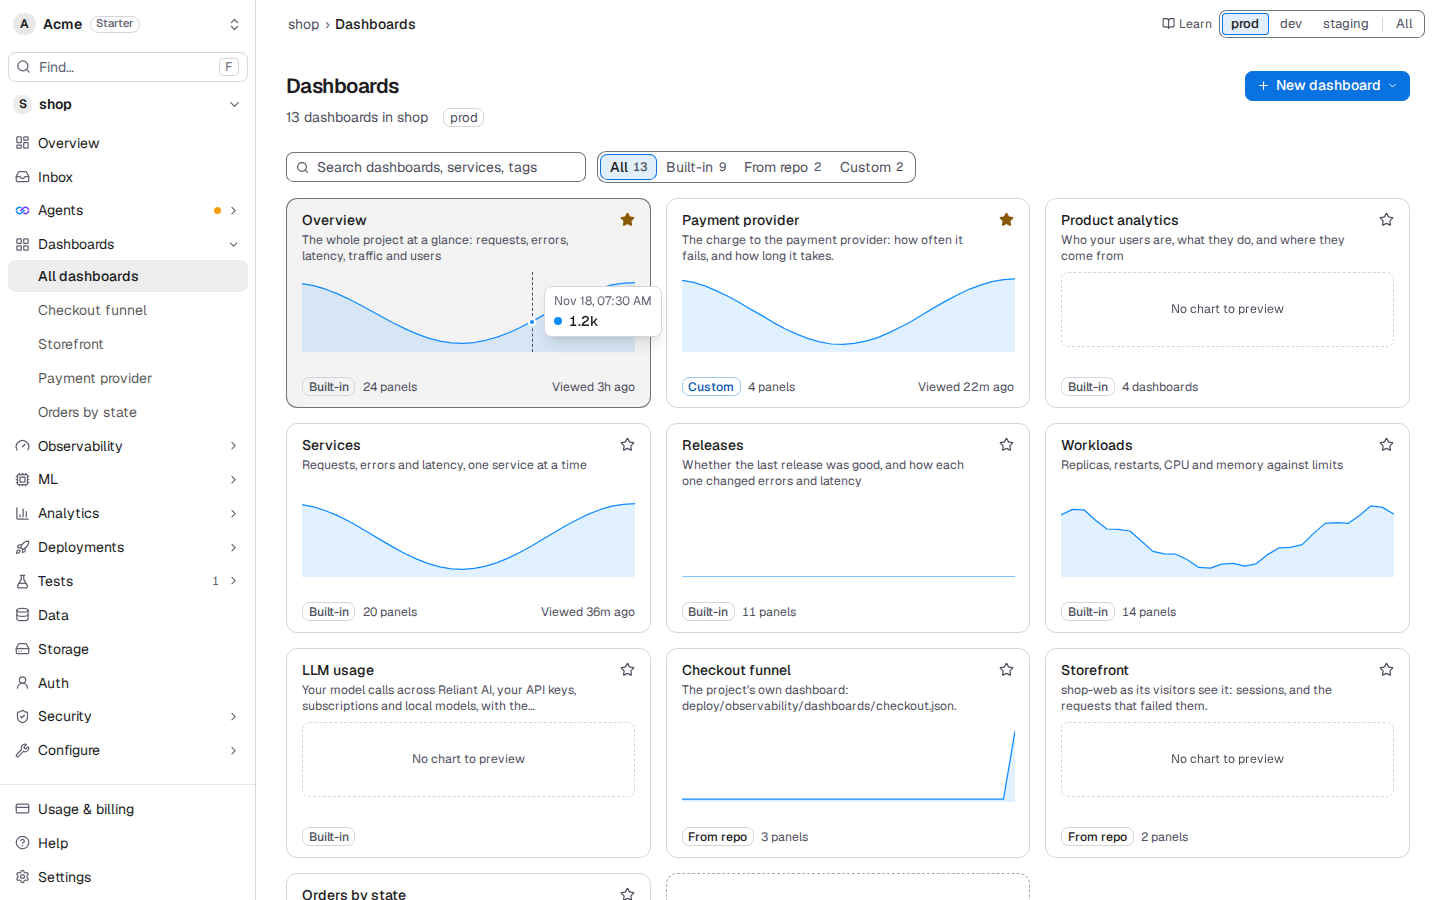 A Acme Starter
Find... F
S shop
Overview
Inbox
Agents
Dashboards
All dashboards
Checkout funnel
Storefront
Payment provider
Orders by state
Observability
ML
Analytics
Deployments
Tests 1
Data
Storage
Auth
Security
Configure
Usage & billing
Help
Settings
shop › Dashboards
Learn prod dev staging All
Dashboards
New dashboard
13 dashboards in shop prod
Search dashboards, services, tags
All 13 Built-in 9 From repo 2 Custom 2
Overview
The whole project at a glance: requests, errors,
latency, traffic and users
Nov 18, 07:30 AM
1.2k
Built-in 24 panels Viewed 3h ago
Payment provider
The charge to the payment provider: how often it
fails, and how long it takes.
Custom 4 panels Viewed 22m ago
Product analytics
Who your users are, what they do, and where they
come from
No chart to preview
Built-in 4 dashboards
Services
Requests, errors and latency, one service at a time
Built-in 20 panels Viewed 36m ago
Releases
Whether the last release was good, and how each
one changed errors and latency
Built-in 11 panels
Workloads
Replicas, restarts, CPU and memory against limits
Built-in 14 panels
LLM usage
Your model calls across Reliant AI, your API keys,
subscriptions and local models, with the...
No chart to preview
Built-in
Checkout funnel
The project's own dashboard:
deploy/observability/dashboards/checkout.json.
From repo 3 panels
Storefront
shop-web as its visitors see it: sessions, and the
requests that failed them.
No chart to preview
From repo 2 panels
Orders by state